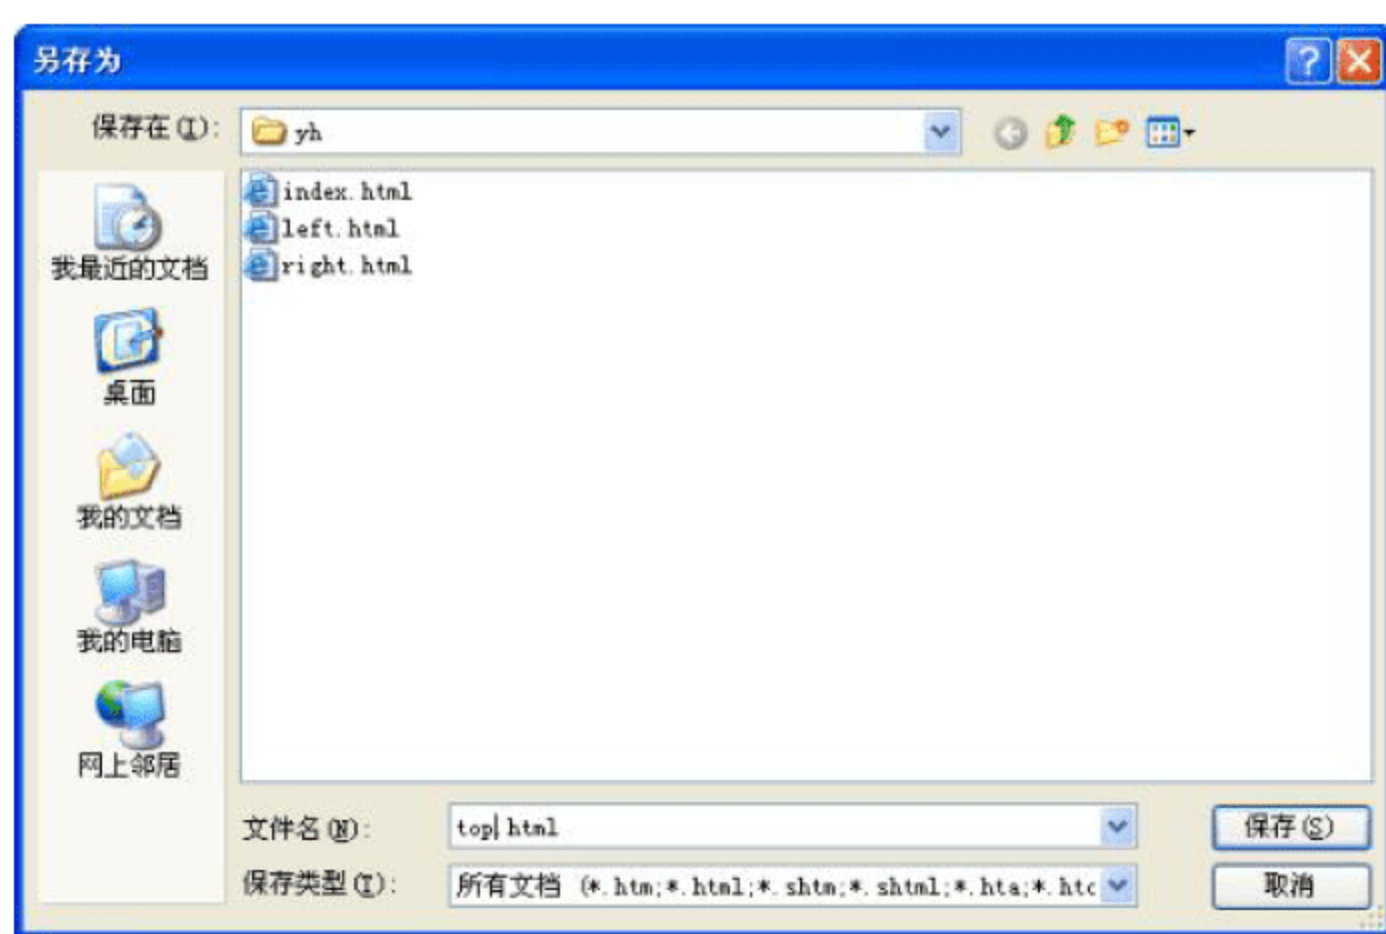 另存为
保存在(I):
yh
index.html
left.html
right.html
我最近的文档
桌面
我的文档
我的电脑
网上邻居
文件名(N):
top.html
保存(S)
保存类型(T):
所有文档 (*.htm;*.html;*.shtm;*.shtml;*.hta;*.htc
取消